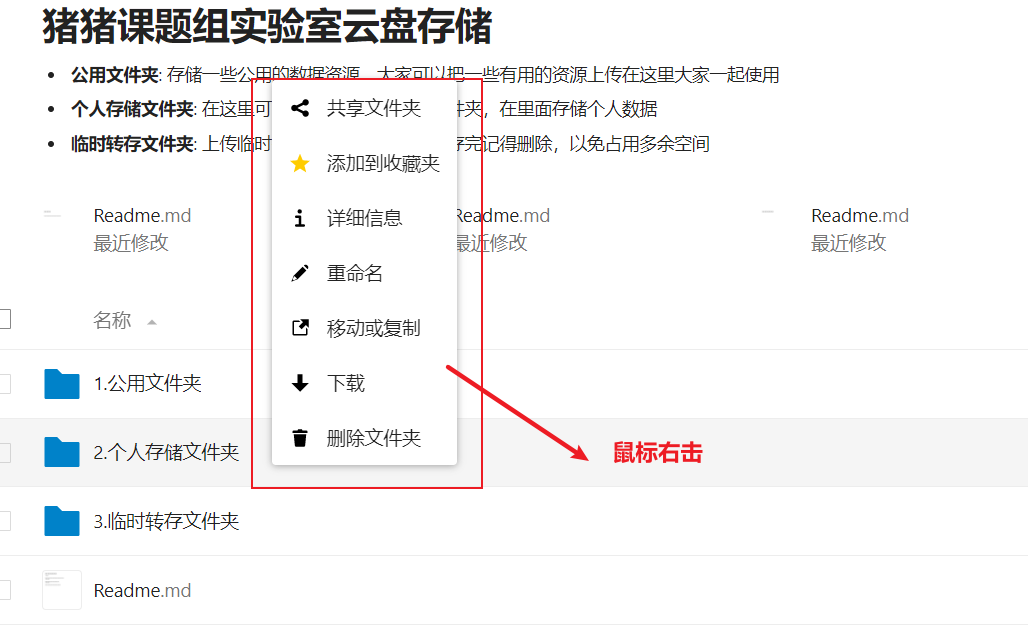 猪猪课题组实验室云盘存储
公用文件夹: 存储一些公用的数据资源，大家可以把一些有用的资源上传在这里大家一起使用
个人存储文件夹: 在这里可 件夹，在里面存储个人数据
临时转存文件夹: 上传临时 存完记得删除，以免占用多余空间
共享文件夹
添加到收藏夹
详细信息
重命名
移动或复制
下载
删除文件夹
鼠标右击
Readme.md
最近修改
Readme.md
最近修改
Readme.md
最近修改
名称
1.公用文件夹
2.个人存储文件夹
3.临时转存文件夹
Readme.md